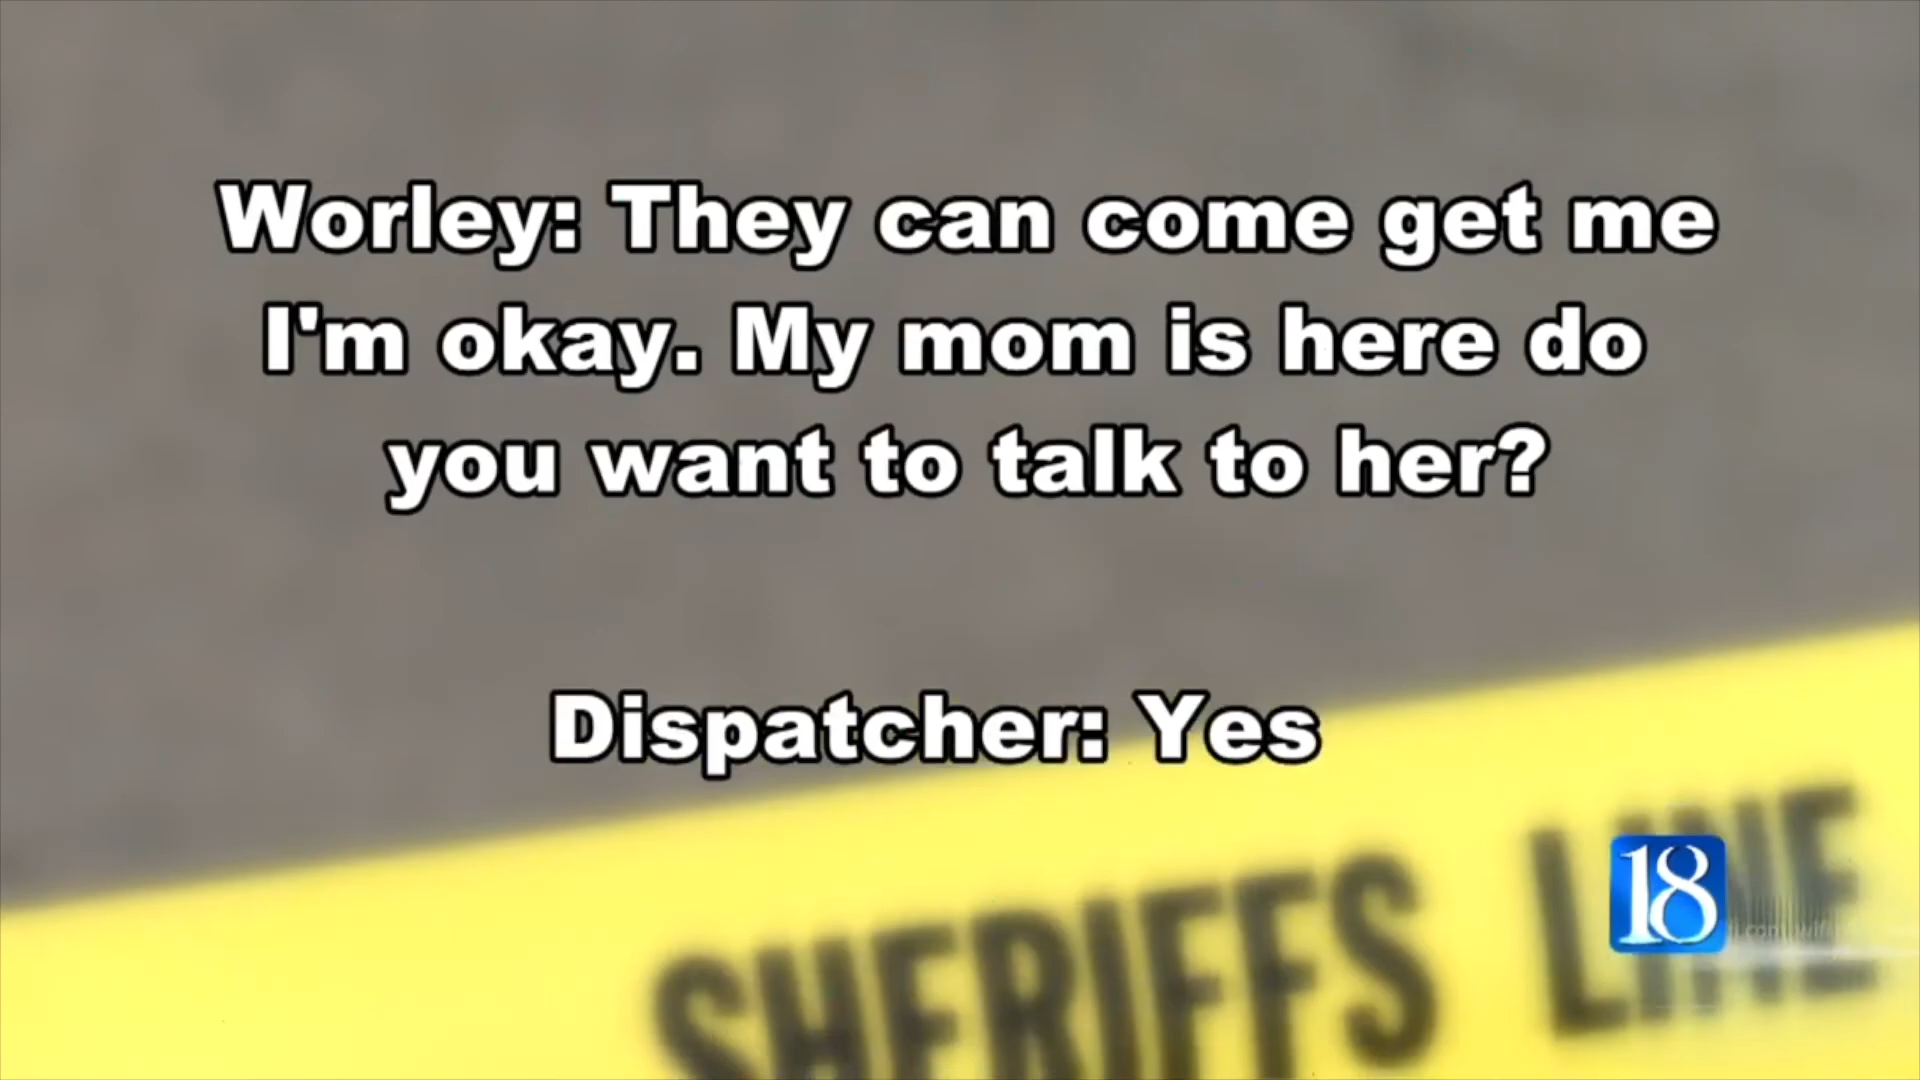 Worley: They can come get me
I'm okay. My mom is here do
you want to talk to her?
Dispatcher: Yes
SHERIFFS LINE
18